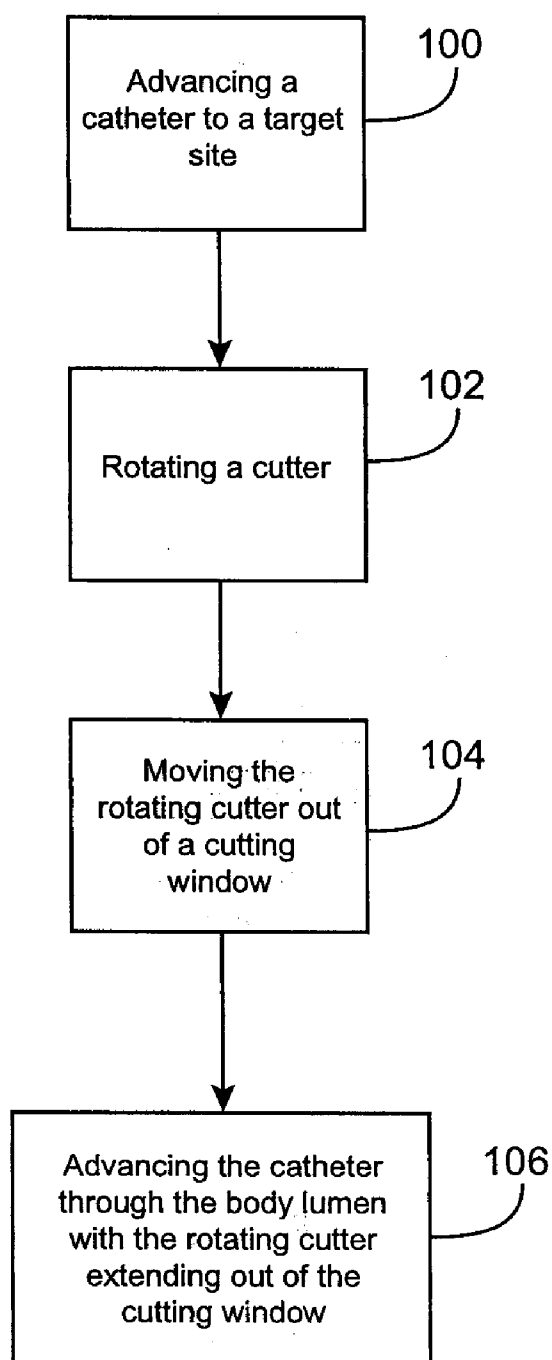 100
Advancing a
catheter to a target
site
102
Rotating a cutter
104
Moving the
rotating cutter out
of a cutting
window
106
Advancing the catheter
through the body lumen
with the rotating cutter
extending out of the
cutting window